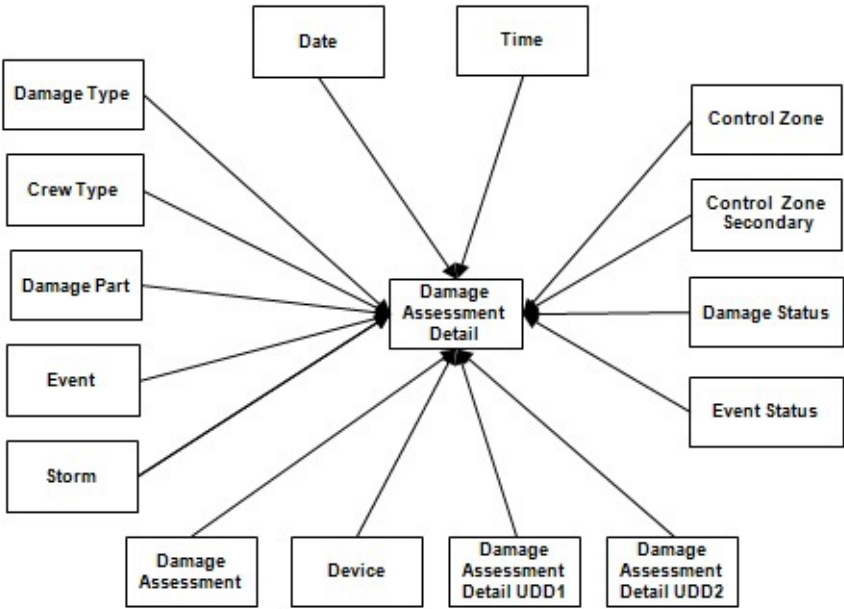 Date
Time
Damage Type
Control Zone
Crew Type
Control Zone
Secondary
Damage Part
Damage
Assessment
Detail
Damage Status
Event
Event Status
Storm
Damage
Assessment
Device
Damage
Assessment
Detail UDD1
Damage
Assessment
Detail UDD2